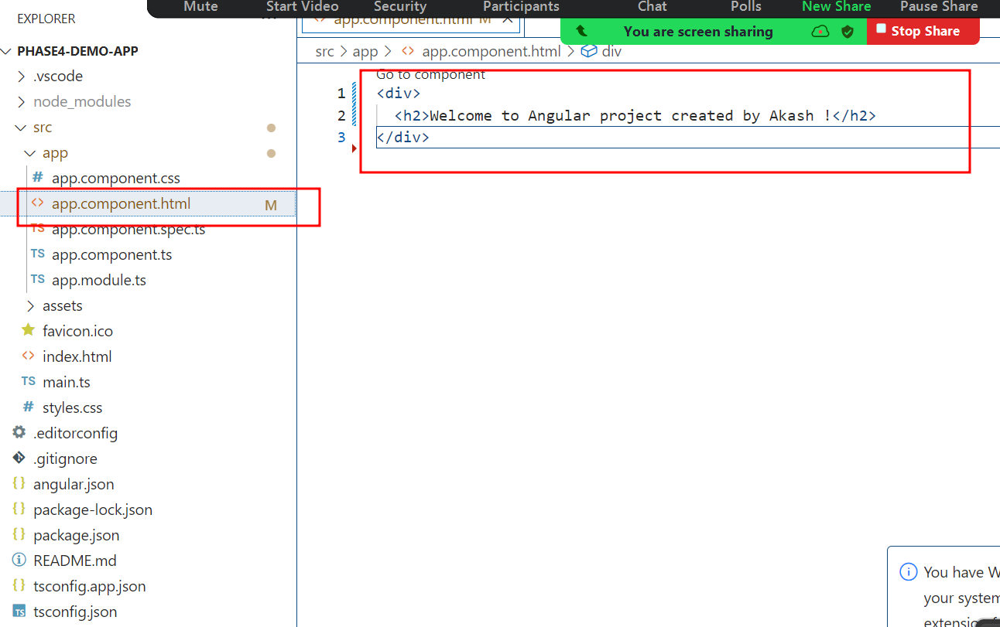 Mute Start Video Security Participants Chat Polls New Share Pause Share
EXPLORER
app.component.html M
You are screen sharing Stop Share
PHASE4-DEMO-APP
src > app > <> app.component.html > div
.vscode
node_modules
src
app
# app.component.css
<> app.component.html M
TS app.component.spec.ts
TS app.component.ts
TS app.module.ts
assets
favicon.ico
<> index.html
TS main.ts
# styles.css
.editorconfig
.gitignore
{} angular.json
{} package-lock.json
{} package.json
README.md
{} tsconfig.app.json
TS tsconfig.json
Go to component
1 <div>
2 <h2>Welcome to Angular project created by Akash !</h2>
3 </div>
You have W
your system